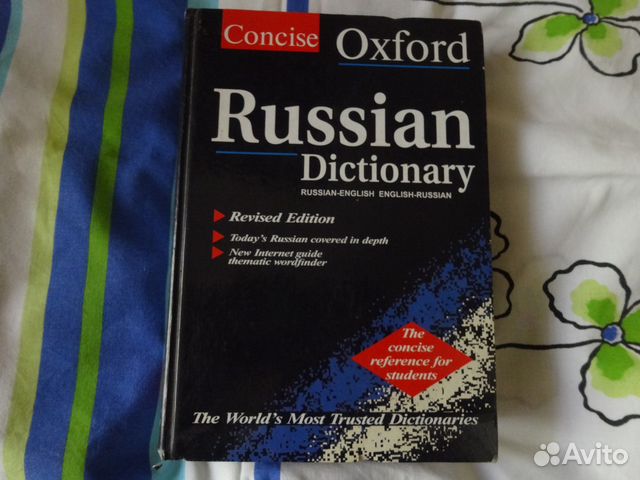 Concise Oxford
Russian
Dictionary
RUSSIAN-ENGLISH ENGLISH-RUSSIAN
Revised Edition
Today's Russian covered in depth
New Internet guide
thematic wordfinder
The
concise
reference for
students
The World's Most Trusted Dictionaries
Avito